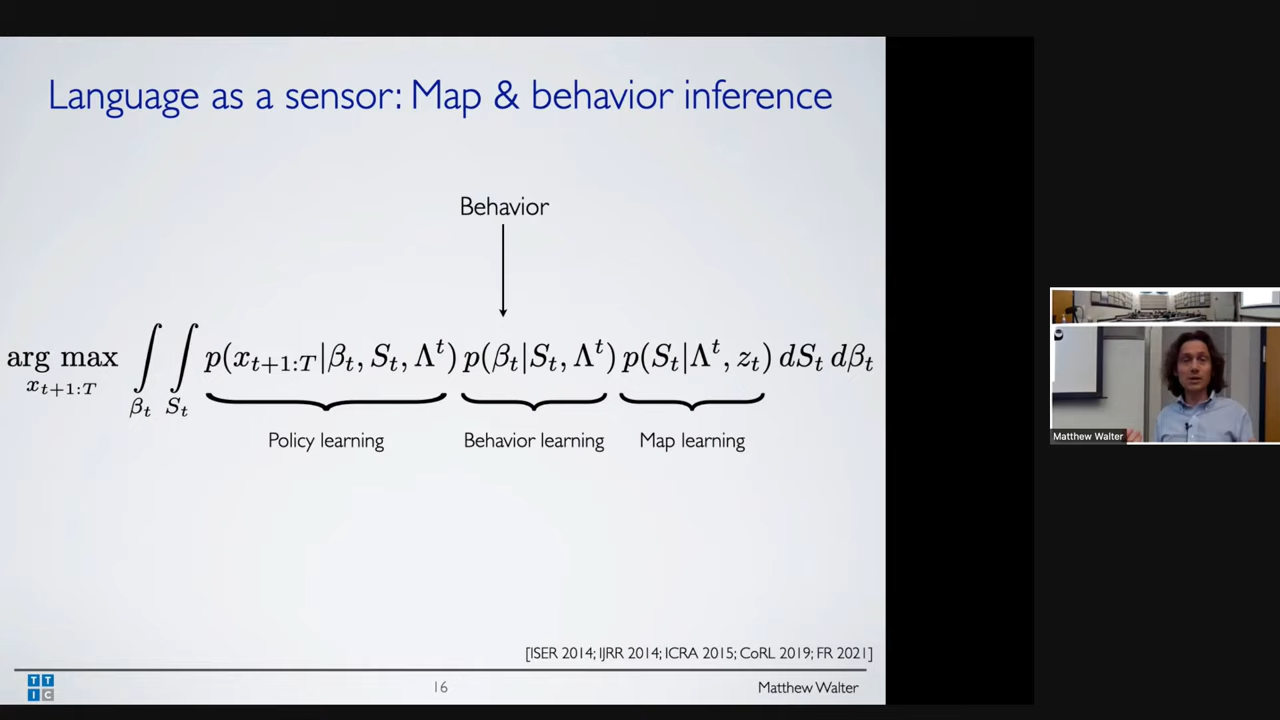 Language as a sensor: Map & behavior inference
Behavior
arg max_{x_{t+1:T}} ∫_{β_t} ∫_{S_t} p(x_{t+1:T}|β_t, S_t, Λ^t) p(β_t|S_t, Λ^t) p(S_t|Λ^t, z_t) dS_t dβ_t
Policy learning Behavior learning Map learning
[ISER 2014; IJRR 2014; ICRA 2015; CoRL 2019; FR 2021]
TTIC 16 Matthew Walter
Matthew Walter